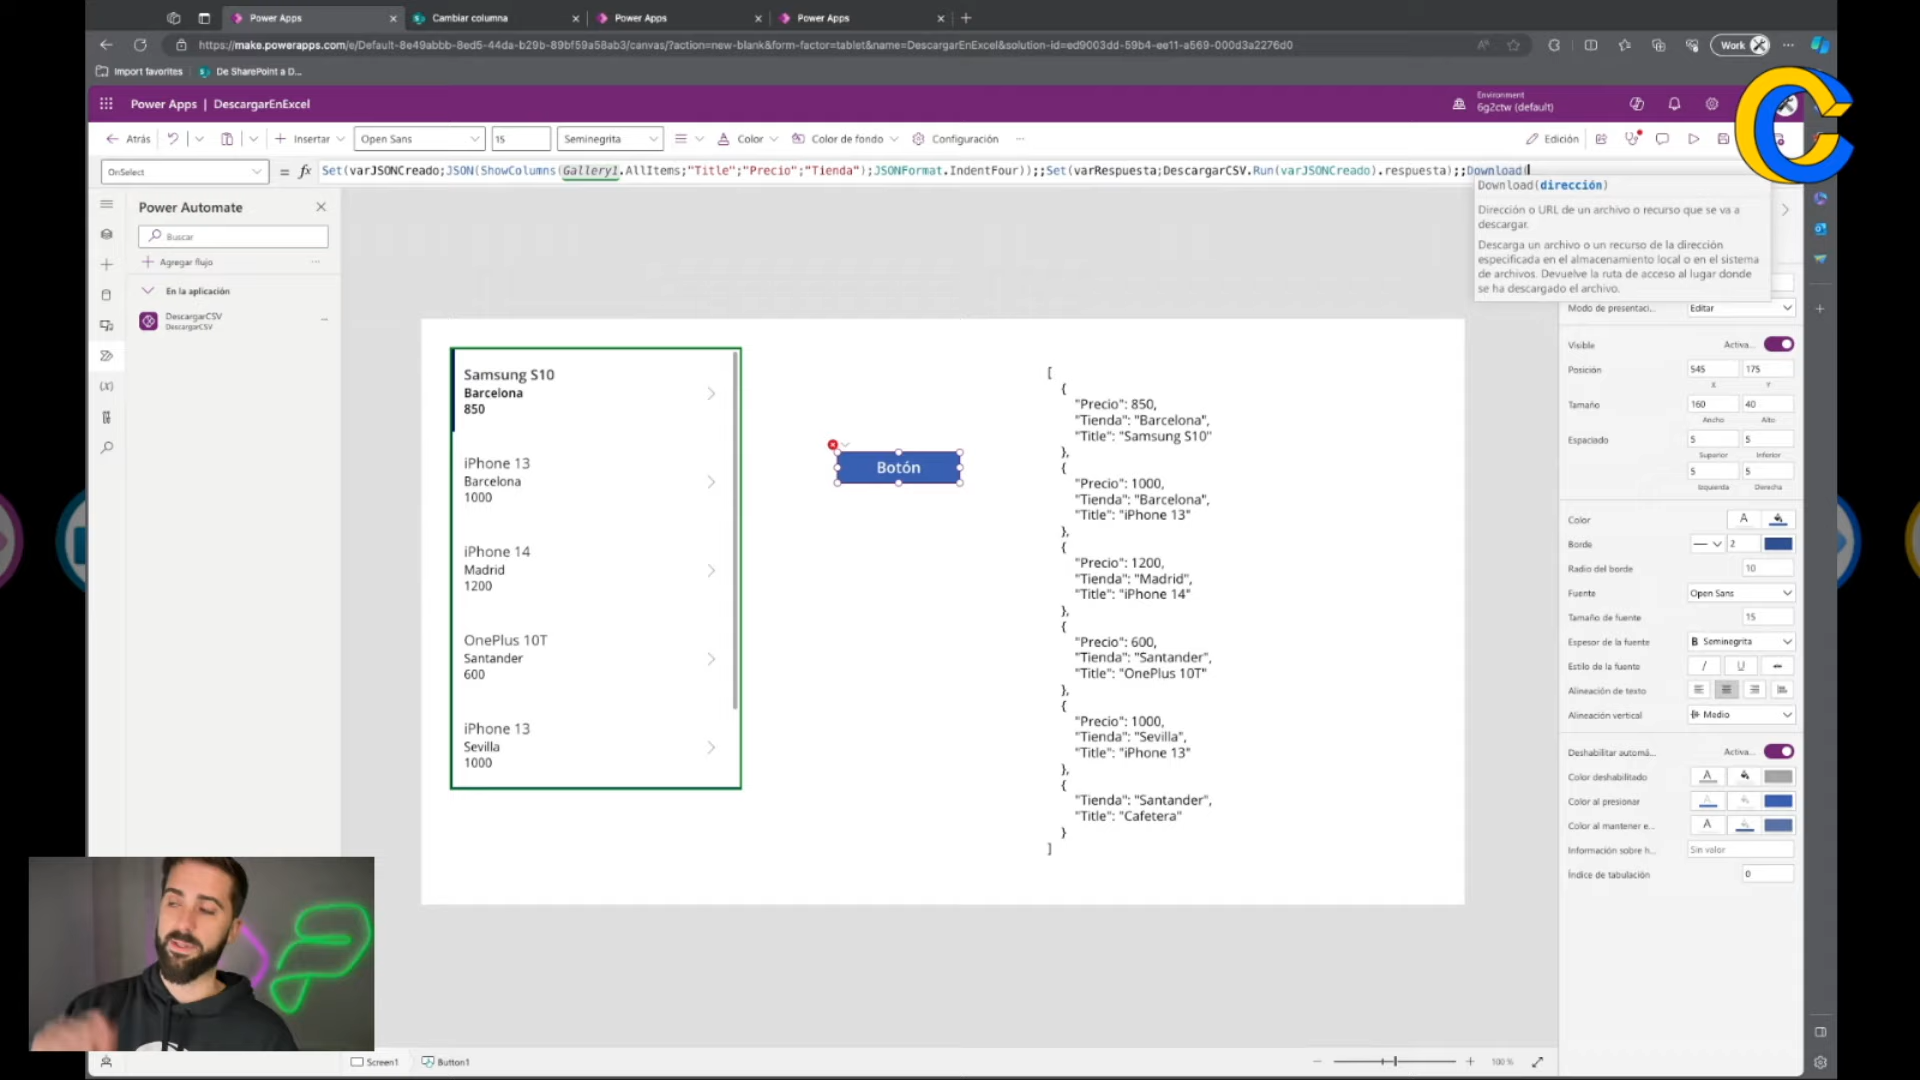 Power Apps
Cambiar columna
Power Apps
Power Apps
https://make.powerapps.com/e/Default-8e49abbb-8ed5-44da-b29b-89bf59a58ab3/canvas/?action=new-blank&form-factor=tablet&name=DescargarEnExcel&solution-id=ed9003dd-59b4-ee11-a569-000d3a2276d0
Work
Import favorites
De SharePoint a D...
Power Apps | DescargarEnExcel
Environment
6g2ctw (default)
Atrás
Insertar
Open Sans
15
Seminegrita
Color
Color de fondo
Configuración
Edición
OnSelect
= fx
Set(varJSONCreado;JSON(ShowColumns(Gallery1.AllItems;"Title";"Precio";"Tienda");JSONFormat.IndentFour));;Set(varRespuesta;DescargarCSV.Run(varJSONCreado).respuesta);;Download(
Download(dirección)
Dirección o URL de un archivo o recurso que se va a
descargar.
Descarga un archivo o un recurso de la dirección
especificada en el almacenamiento local o en el sistema
de archivos. Devuelve la ruta de acceso al lugar donde
se ha descargado el archivo.
Power Automate
Buscar
Agregar flujo
En la aplicación
DescargarCSV
DescargarCSV
Samsung S10
Barcelona
850
iPhone 13
Barcelona
1000
iPhone 14
Madrid
1200
OnePlus 10T
Santander
600
iPhone 13
Sevilla
1000
Botón
[
{
"Precio": 850,
"Tienda": "Barcelona",
"Title": "Samsung S10"
},
{
"Precio": 1000,
"Tienda": "Barcelona",
"Title": "iPhone 13"
},
{
"Precio": 1200,
"Tienda": "Madrid",
"Title": "iPhone 14"
},
{
"Precio": 600,
"Tienda": "Santander",
"Title": "OnePlus 10T"
},
{
"Precio": 1000,
"Tienda": "Sevilla",
"Title": "iPhone 13"
},
{
"Tienda": "Santander",
"Title": "Cafetera"
}
]
Modo de presentaci...
Editar
Visible
Activa...
Posición
545
175
X
Y
Tamaño
160
40
Ancho
Alto
Espaciado
5
5
Superior
Inferior
5
5
Izquierda
Derecha
Color
Borde
2
Radio del borde
10
Fuente
Open Sans
Tamaño de fuente
15
Espesor de la fuente
B Seminegrita
Estilo de la fuente
Alineación de texto
Alineación vertical
Medio
Deshabilitar automá...
Activa...
Color deshabilitado
Color al presionar
Color al mantener e...
Información sobre h...
Sin valor
Índice de tabulación
0
Screen1
Button1
100 %